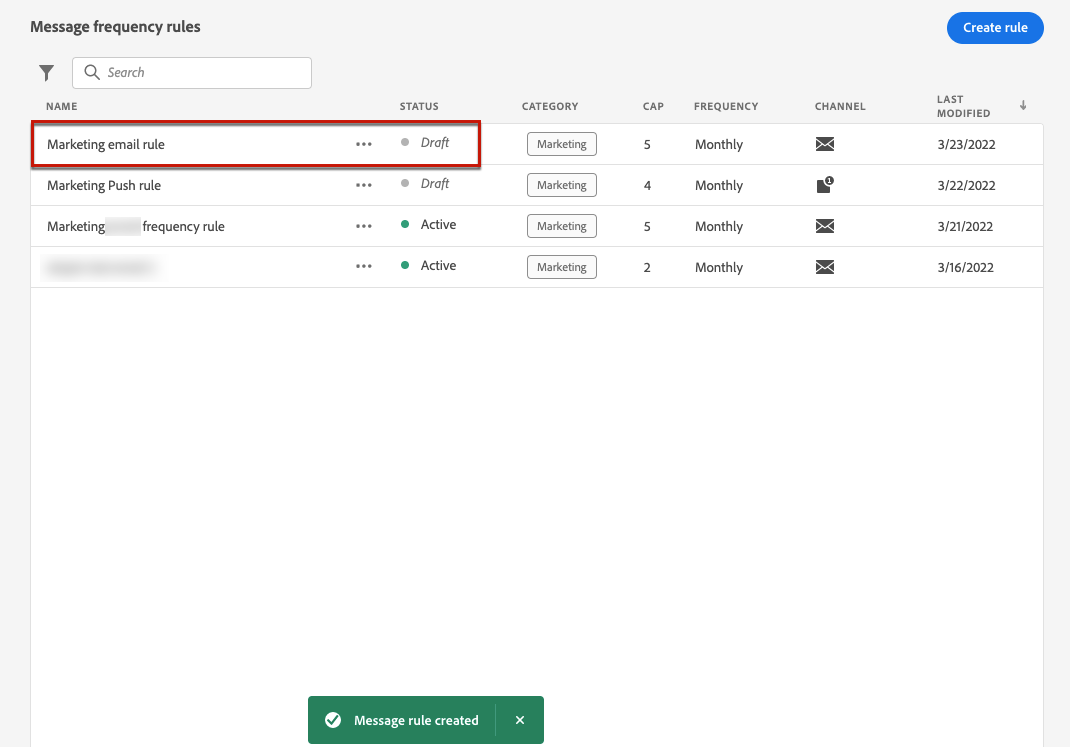 Message frequency rules
Create rule
Search
NAME STATUS CATEGORY CAP FREQUENCY CHANNEL LAST MODIFIED
Marketing email rule Draft Marketing 5 Monthly 3/23/2022
Marketing Push rule Draft Marketing 4 Monthly 1 3/22/2022
Marketing frequency rule Active Marketing 5 Monthly 3/21/2022
Active Marketing 2 Monthly 3/16/2022
Message rule created